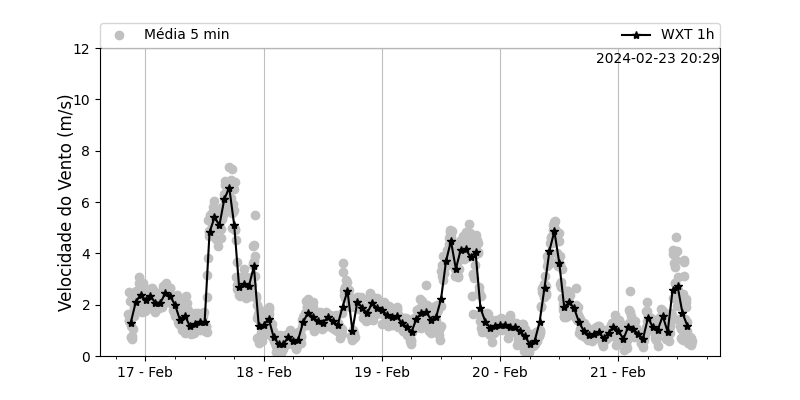 Média 5 min
WXT 1h
2024-02-23 20:29
Velocidade do Vento (m/s)
12
10
8
6
4
2
0
17 - Feb
18 - Feb
19 - Feb
20 - Feb
21 - Feb